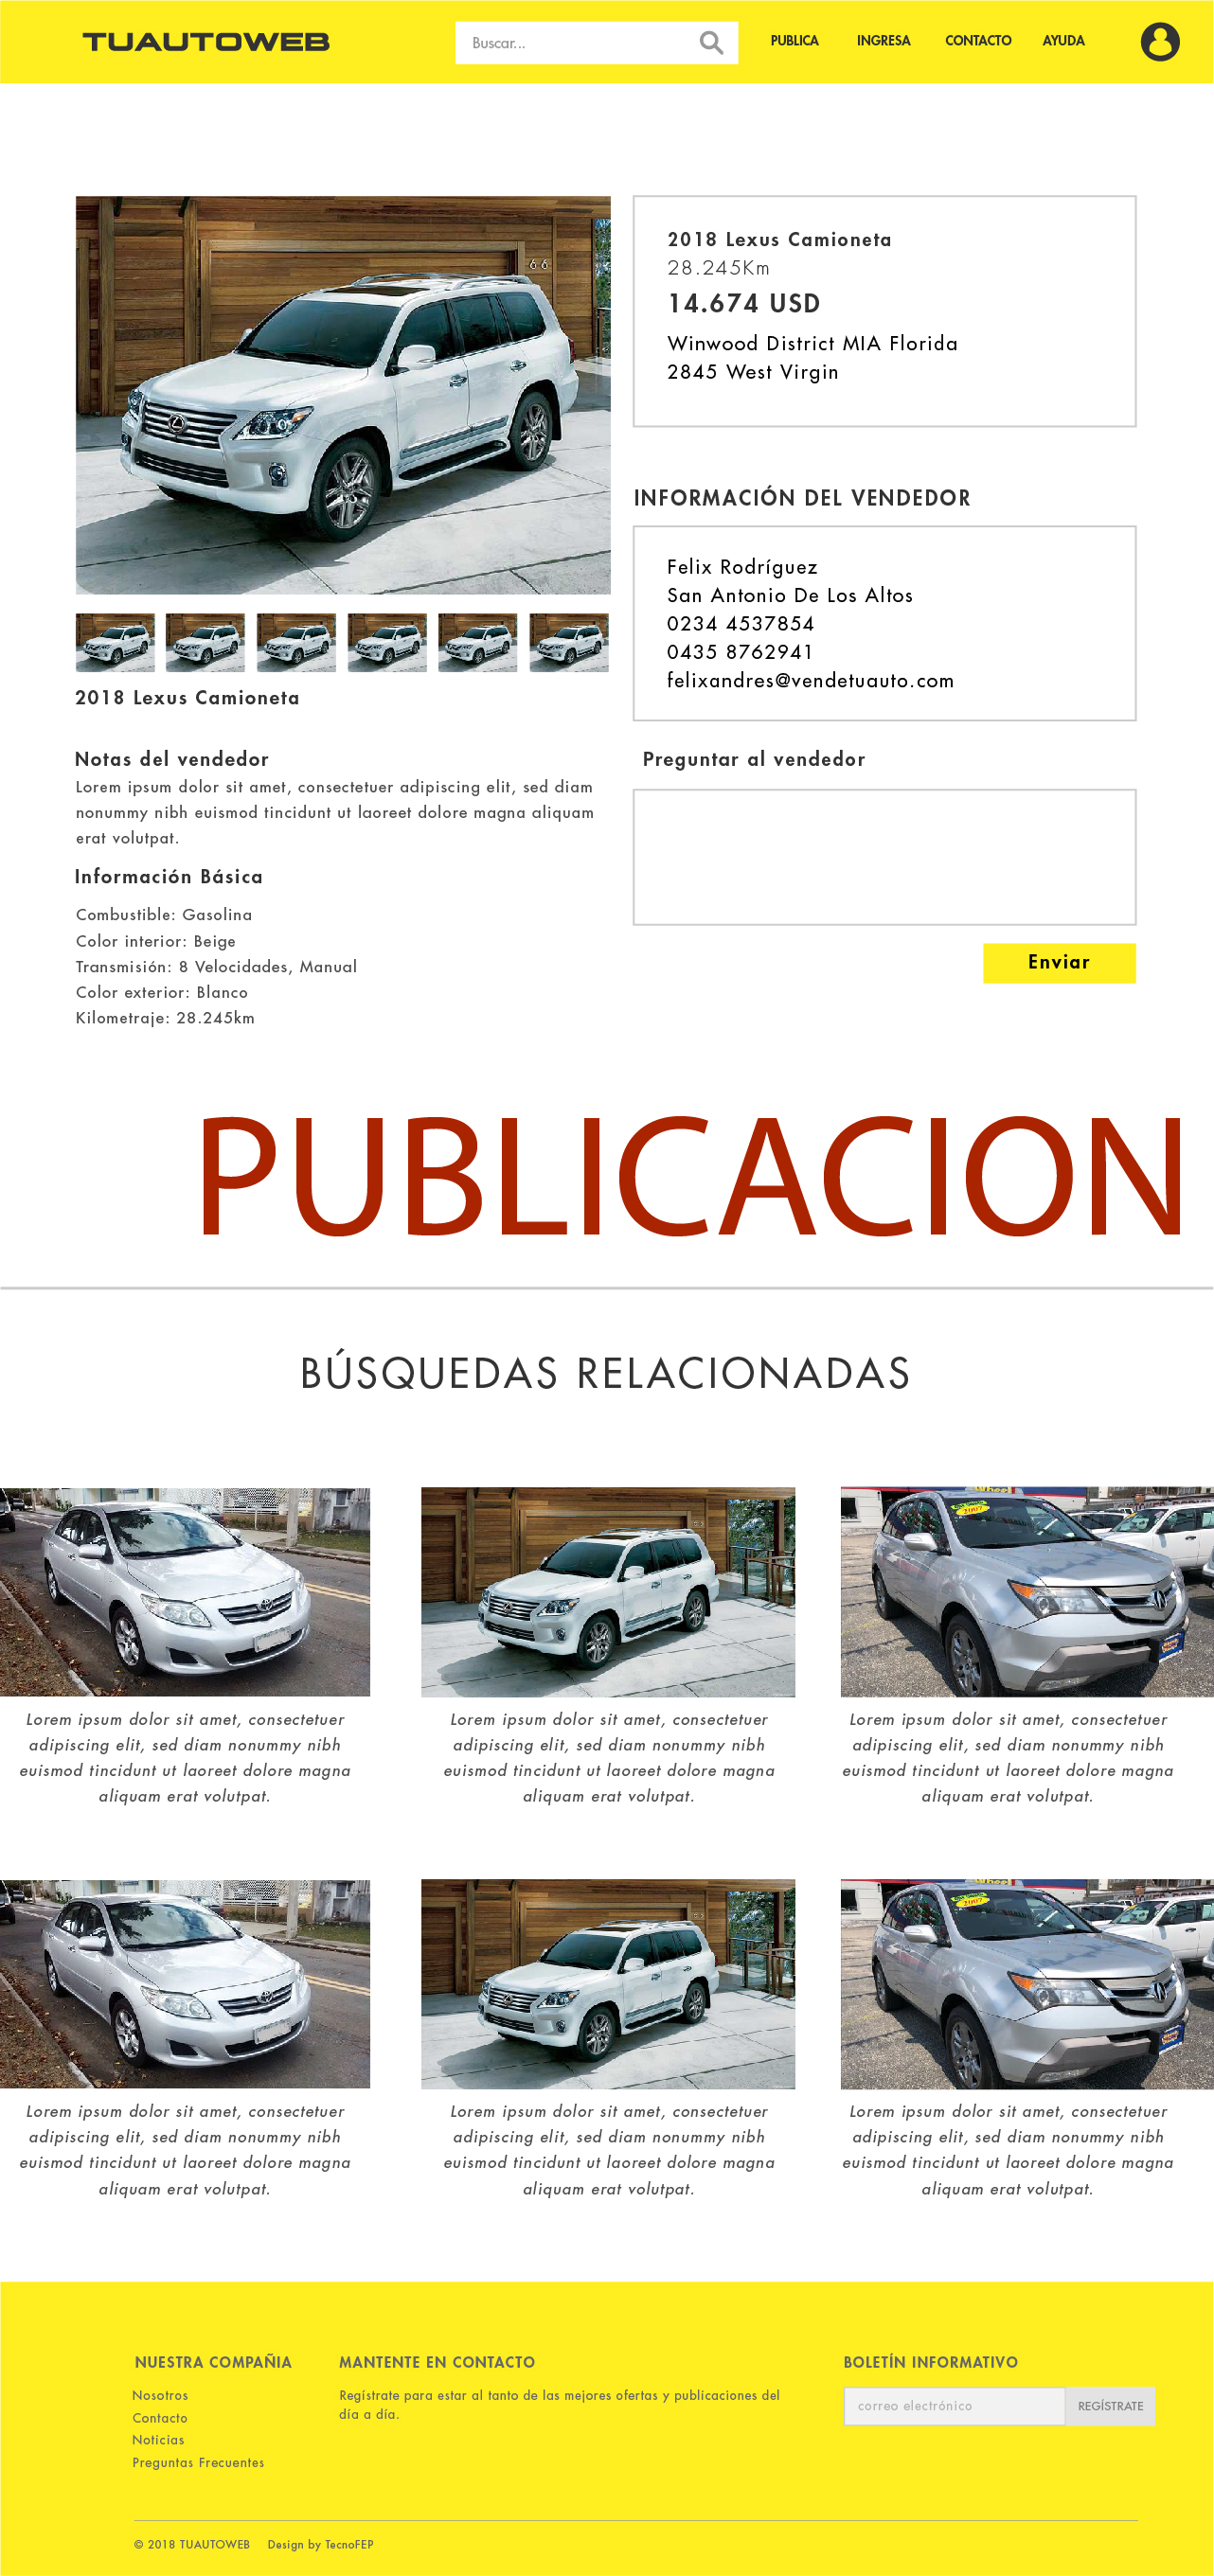 TUAUTOWEB
Buscar...
PUBLICA
INGRESA
CONTACTO
AYUDA
66
2018 Lexus Camioneta
28.245Km
14.674 USD
Winwood District MIA Florida
2845 West Virgin
INFORMACIÓN DEL VENDEDOR
Felix Rodríguez
San Antonio De Los Altos
0234 4537854
0435 8762941
felixandres@vendetuauto.com
2018 Lexus Camioneta
Notas del vendedor
Lorem ipsum dolor sit amet, consectetuer adipiscing elit, sed diam
nonummy nibh euismod tincidunt ut laoreet dolore magna aliquam
erat volutpat.
Información Básica
Combustible: Gasolina
Color interior: Beige
Transmisión: 8 Velocidades, Manual
Color exterior: Blanco
Kilometraje: 28.245km
Preguntar al vendedor
Enviar
PUBLICACION
BÚSQUEDAS RELACIONADAS
Lorem ipsum dolor sit amet, consectetuer
adipiscing elit, sed diam nonummy nibh
euismod tincidunt ut laoreet dolore magna
aliquam erat volutpat.
Lorem ipsum dolor sit amet, consectetuer
adipiscing elit, sed diam nonummy nibh
euismod tincidunt ut laoreet dolore magna
aliquam erat volutpat.
2007
Lorem ipsum dolor sit amet, consectetuer
adipiscing elit, sed diam nonummy nibh
euismod tincidunt ut laoreet dolore magna
aliquam erat volutpat.
Lorem ipsum dolor sit amet, consectetuer
adipiscing elit, sed diam nonummy nibh
euismod tincidunt ut laoreet dolore magna
aliquam erat volutpat.
Lorem ipsum dolor sit amet, consectetuer
adipiscing elit, sed diam nonummy nibh
euismod tincidunt ut laoreet dolore magna
aliquam erat volutpat.
2007
Lorem ipsum dolor sit amet, consectetuer
adipiscing elit, sed diam nonummy nibh
euismod tincidunt ut laoreet dolore magna
aliquam erat volutpat.
NUESTRA COMPAÑIA
Nosotros
Contacto
Noticias
Preguntas Frecuentes
MANTENTE EN CONTACTO
Regístrate para estar al tanto de las mejores ofertas y publicaciones del
día a día.
BOLETÍN INFORMATIVO
correo electrónico
REGÍSTRATE
© 2018 TUAUTOWEB
Design by TecnoFEP